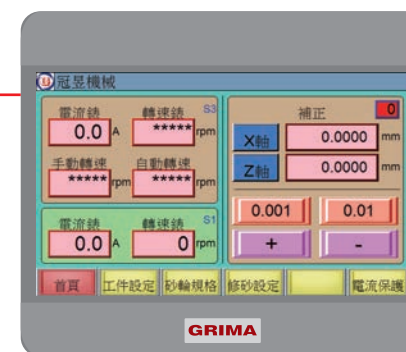 冠昱機械
電流錶 轉速錶 S3
0.0 A ***** rpm
手動轉速 自動轉速
***** rpm ***** rpm
電流錶 轉速錶 S1
0.0 A 0 rpm
補正 0
X軸 0.0000 mm
Z軸 0.0000 mm
0.001 0.01
+ -
首頁 工件設定 砂輪規格 修砂設定 電流保護
GRIMA